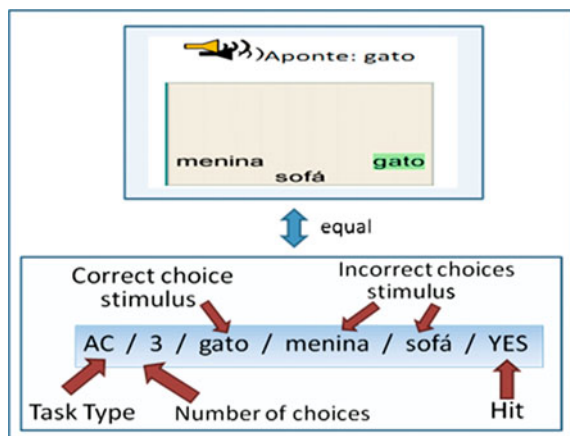 Aponte: gato
menina
gato
sofá
equal
Correct choice stimulus
Incorrect choices stimulus
AC / 3 / gato / menina / sofá / YES
Task Type
Number of choices
Hit